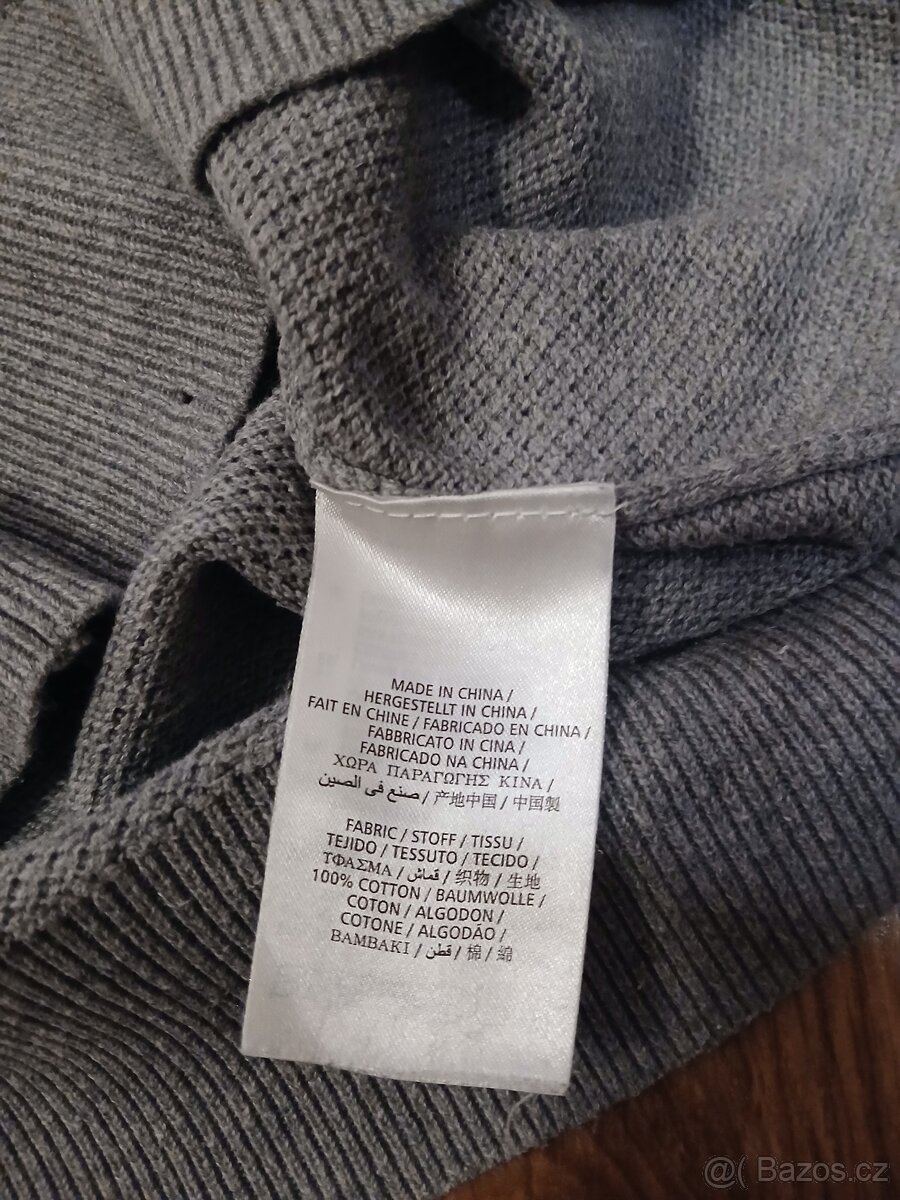 MADE IN CHINA /
HERGESTELLT IN CHINA /
FAIT EN CHINE / FABRICADO EN CHINA /
FABBRICATO IN CINA /
FABRICADO NA CHINA /
ΧΩΡΑ ΠΑΡΑΓΩΓΗΣ ΚΙΝΑ /
صنع في الصين / 产地中国 / 中国製
FABRIC / STOFF / TISSU /
TEJIDO / TESSUTO / TECIDO /
ΤΦΑΣΜΑ / قماش / 织物 / 生地
100% COTTON / BAUMWOLLE /
COTON / ALGODON /
COTONE / ALGODÃO /
ΒΑΜΒΑΚΙ / قطن / 棉 / 綿
@( Bazos.cz